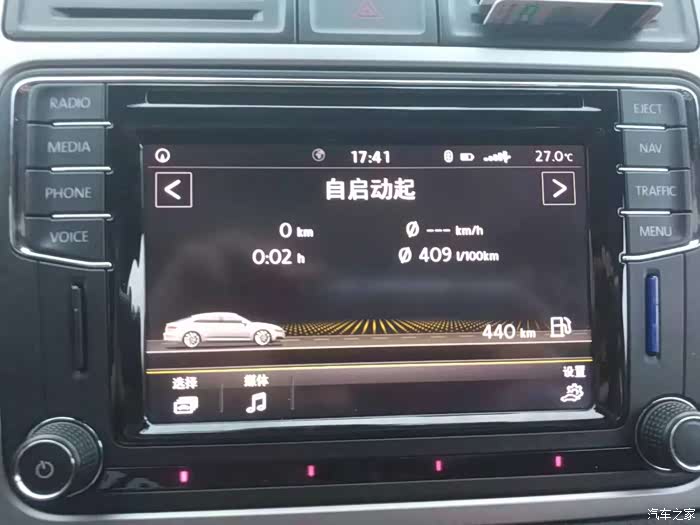 RADIO
MEDIA
PHONE
VOICE
17:41
27.0℃
<
自启动起
>
0 km
Ø --- km/h
0:02 h
Ø 409 l/100km
440 km
选择
媒体
设置
EJECT
NAV
TRAFFIC
MENU
汽车之家